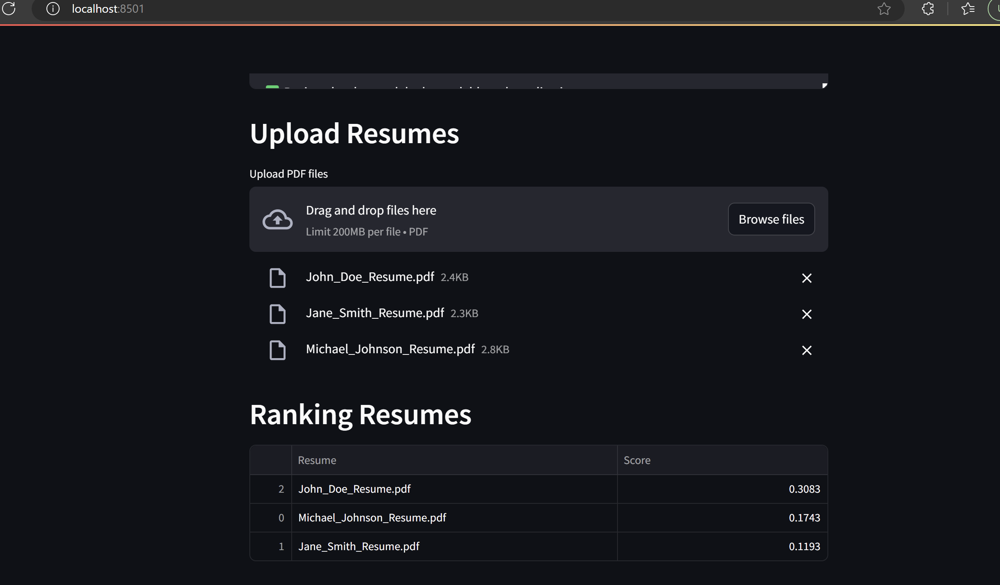 localhost:8501
Upload Resumes
Upload PDF files
Drag and drop files here
Limit 200MB per file • PDF
Browse files
John_Doe_Resume.pdf 2.4KB
Jane_Smith_Resume.pdf 2.3KB
Michael_Johnson_Resume.pdf 2.8KB
Ranking Resumes
Resume Score
2 John_Doe_Resume.pdf 0.3083
0 Michael_Johnson_Resume.pdf 0.1743
1 Jane_Smith_Resume.pdf 0.1193